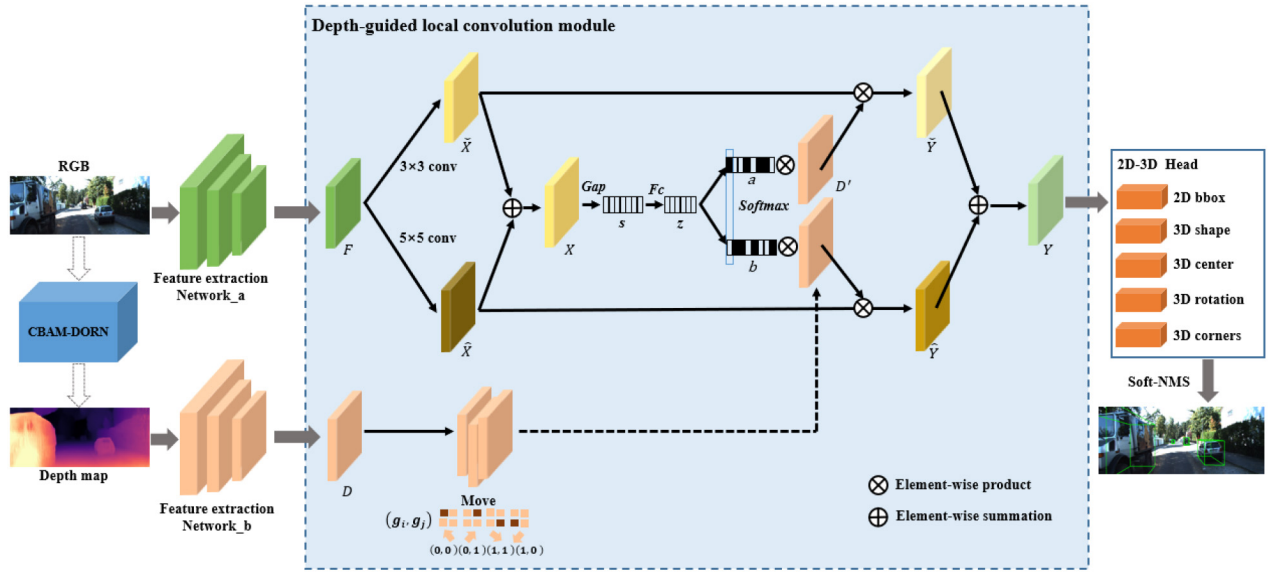 Depth-guided local convolution module
RGB
Feature extraction
Network_a
CBAM-DORN
Depth map
Feature extraction
Network_b
F
3×3 conv
5×5 conv
X̌
X̂
X
Gap
s
Fc
z
a
Softmax
b
D′
Y̌
Ŷ
Y
D
Move
(gᵢ, gⱼ)
(0, 0) (0, 1) (1, 1) (1, 0)
Element-wise product
Element-wise summation
2D-3D Head
2D bbox
3D shape
3D center
3D rotation
3D corners
Soft-NMS